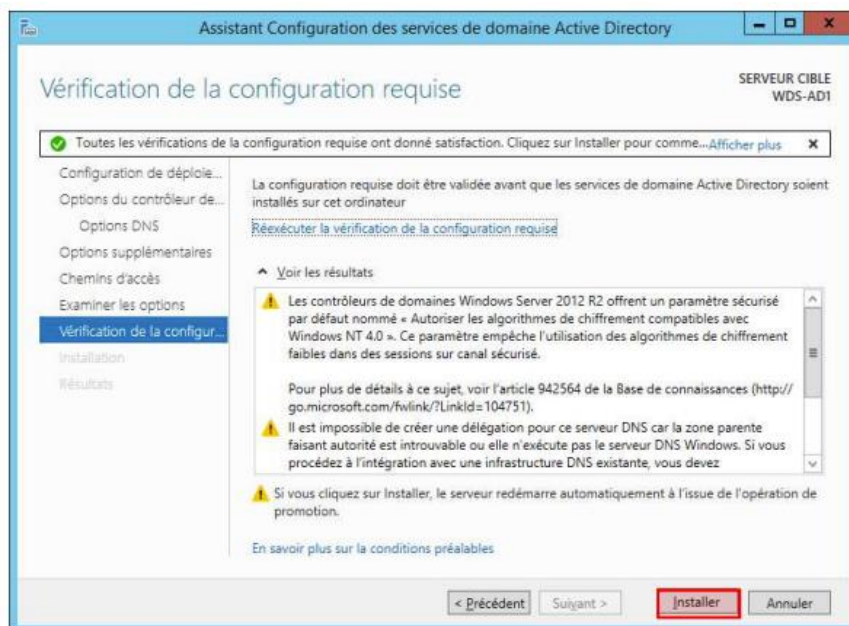 Assistant Configuration des services de domaine Active Directory
Vérification de la configuration requise
SERVEUR CIBLE
WDS-AD1
Toutes les vérifications de la configuration requise ont donné satisfaction. Cliquez sur Installer pour comme...Afficher plus
Configuration de déploie...
Options du contrôleur de...
Options DNS
Options supplémentaires
Chemins d'accès
Examiner les options
Vérification de la configur...
Installation
Résultats
La configuration requise doit être validée avant que les services de domaine Active Directory soient
installés sur cet ordinateur
Réexécuter la vérification de la configuration requise
Voir les résultats
Les contrôleurs de domaines Windows Server 2012 R2 offrent un paramètre sécurisé
par défaut nommé « Autoriser les algorithmes de chiffrement compatibles avec
Windows NT 4.0 ». Ce paramètre empêche l'utilisation des algorithmes de chiffrement
faibles dans des sessions sur canal sécurisé.
Pour plus de détails à ce sujet, voir l'article 942564 de la Base de connaissances (http://
go.microsoft.com/fwlink/?LinkId=104751).
Il est impossible de créer une délégation pour ce serveur DNS car la zone parente
faisant autorité est introuvable ou elle n'exécute pas le serveur DNS Windows. Si vous
procédez à l'intégration avec une infrastructure DNS existante, vous devez
Si vous cliquez sur Installer, le serveur redémarre automatiquement à l'issue de l'opération de
promotion.
En savoir plus sur la conditions préalables
< Précédent
Suivant >
Installer
Annuler